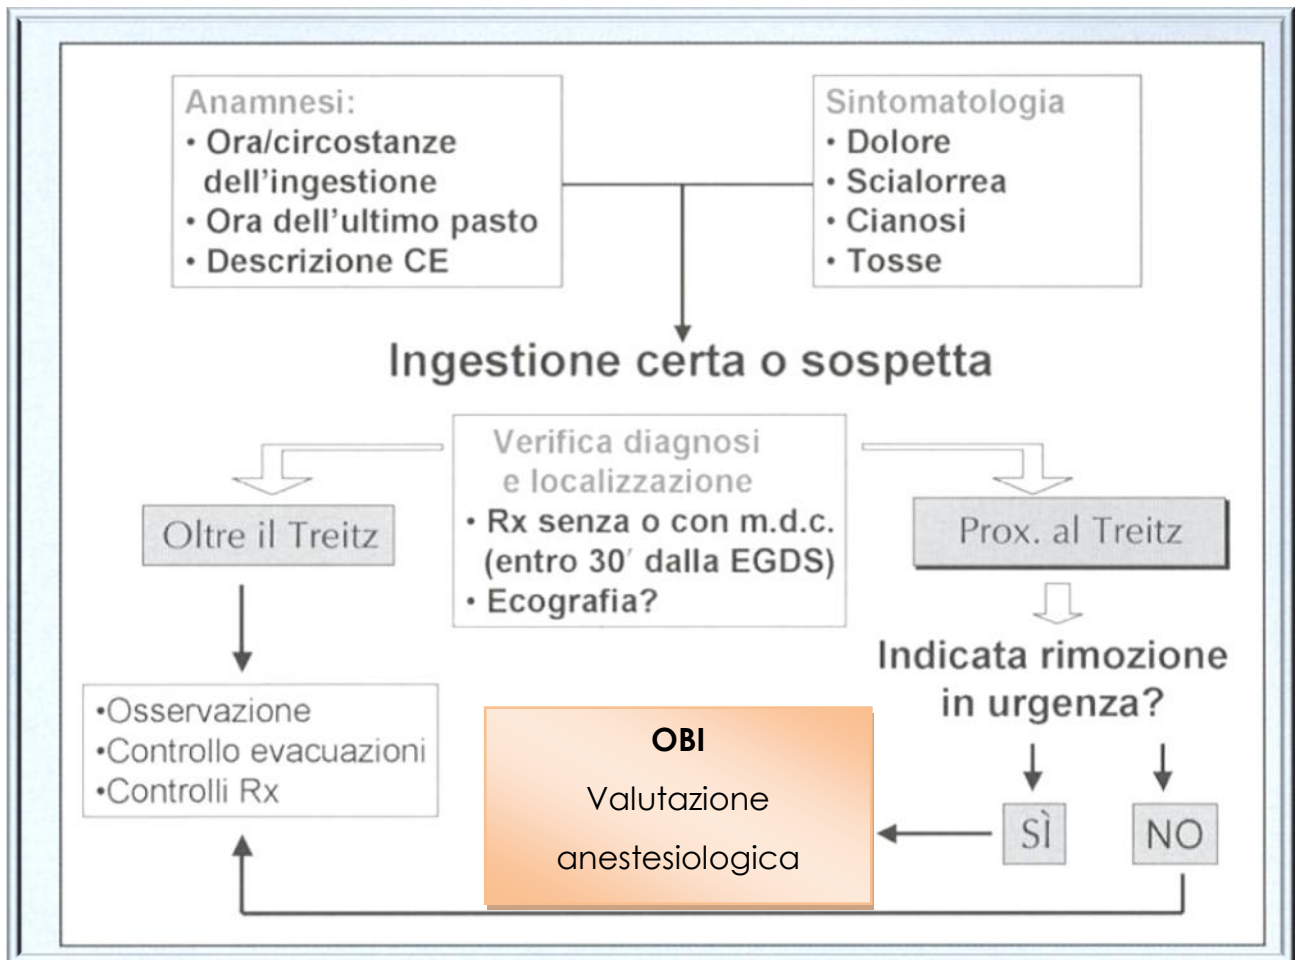 Anamnesi:
• Ora/circostanze
dell'ingestione
• Ora dell'ultimo pasto
• Descrizione CE
Sintomatologia
• Dolore
• Scialorrea
• Cianosi
• Tosse
Ingestione certa o sospetta
Verifica diagnosi
e localizzazione
• Rx senza o con m.d.c.
(entro 30′ dalla EGDS)
• Ecografia?
Oltre il Treitz
Prox. al Treitz
•Osservazione
•Controllo evacuazioni
•Controlli Rx
Indicata rimozione
in urgenza?
SÌ
NO
OBI
Valutazione
anestesiologica